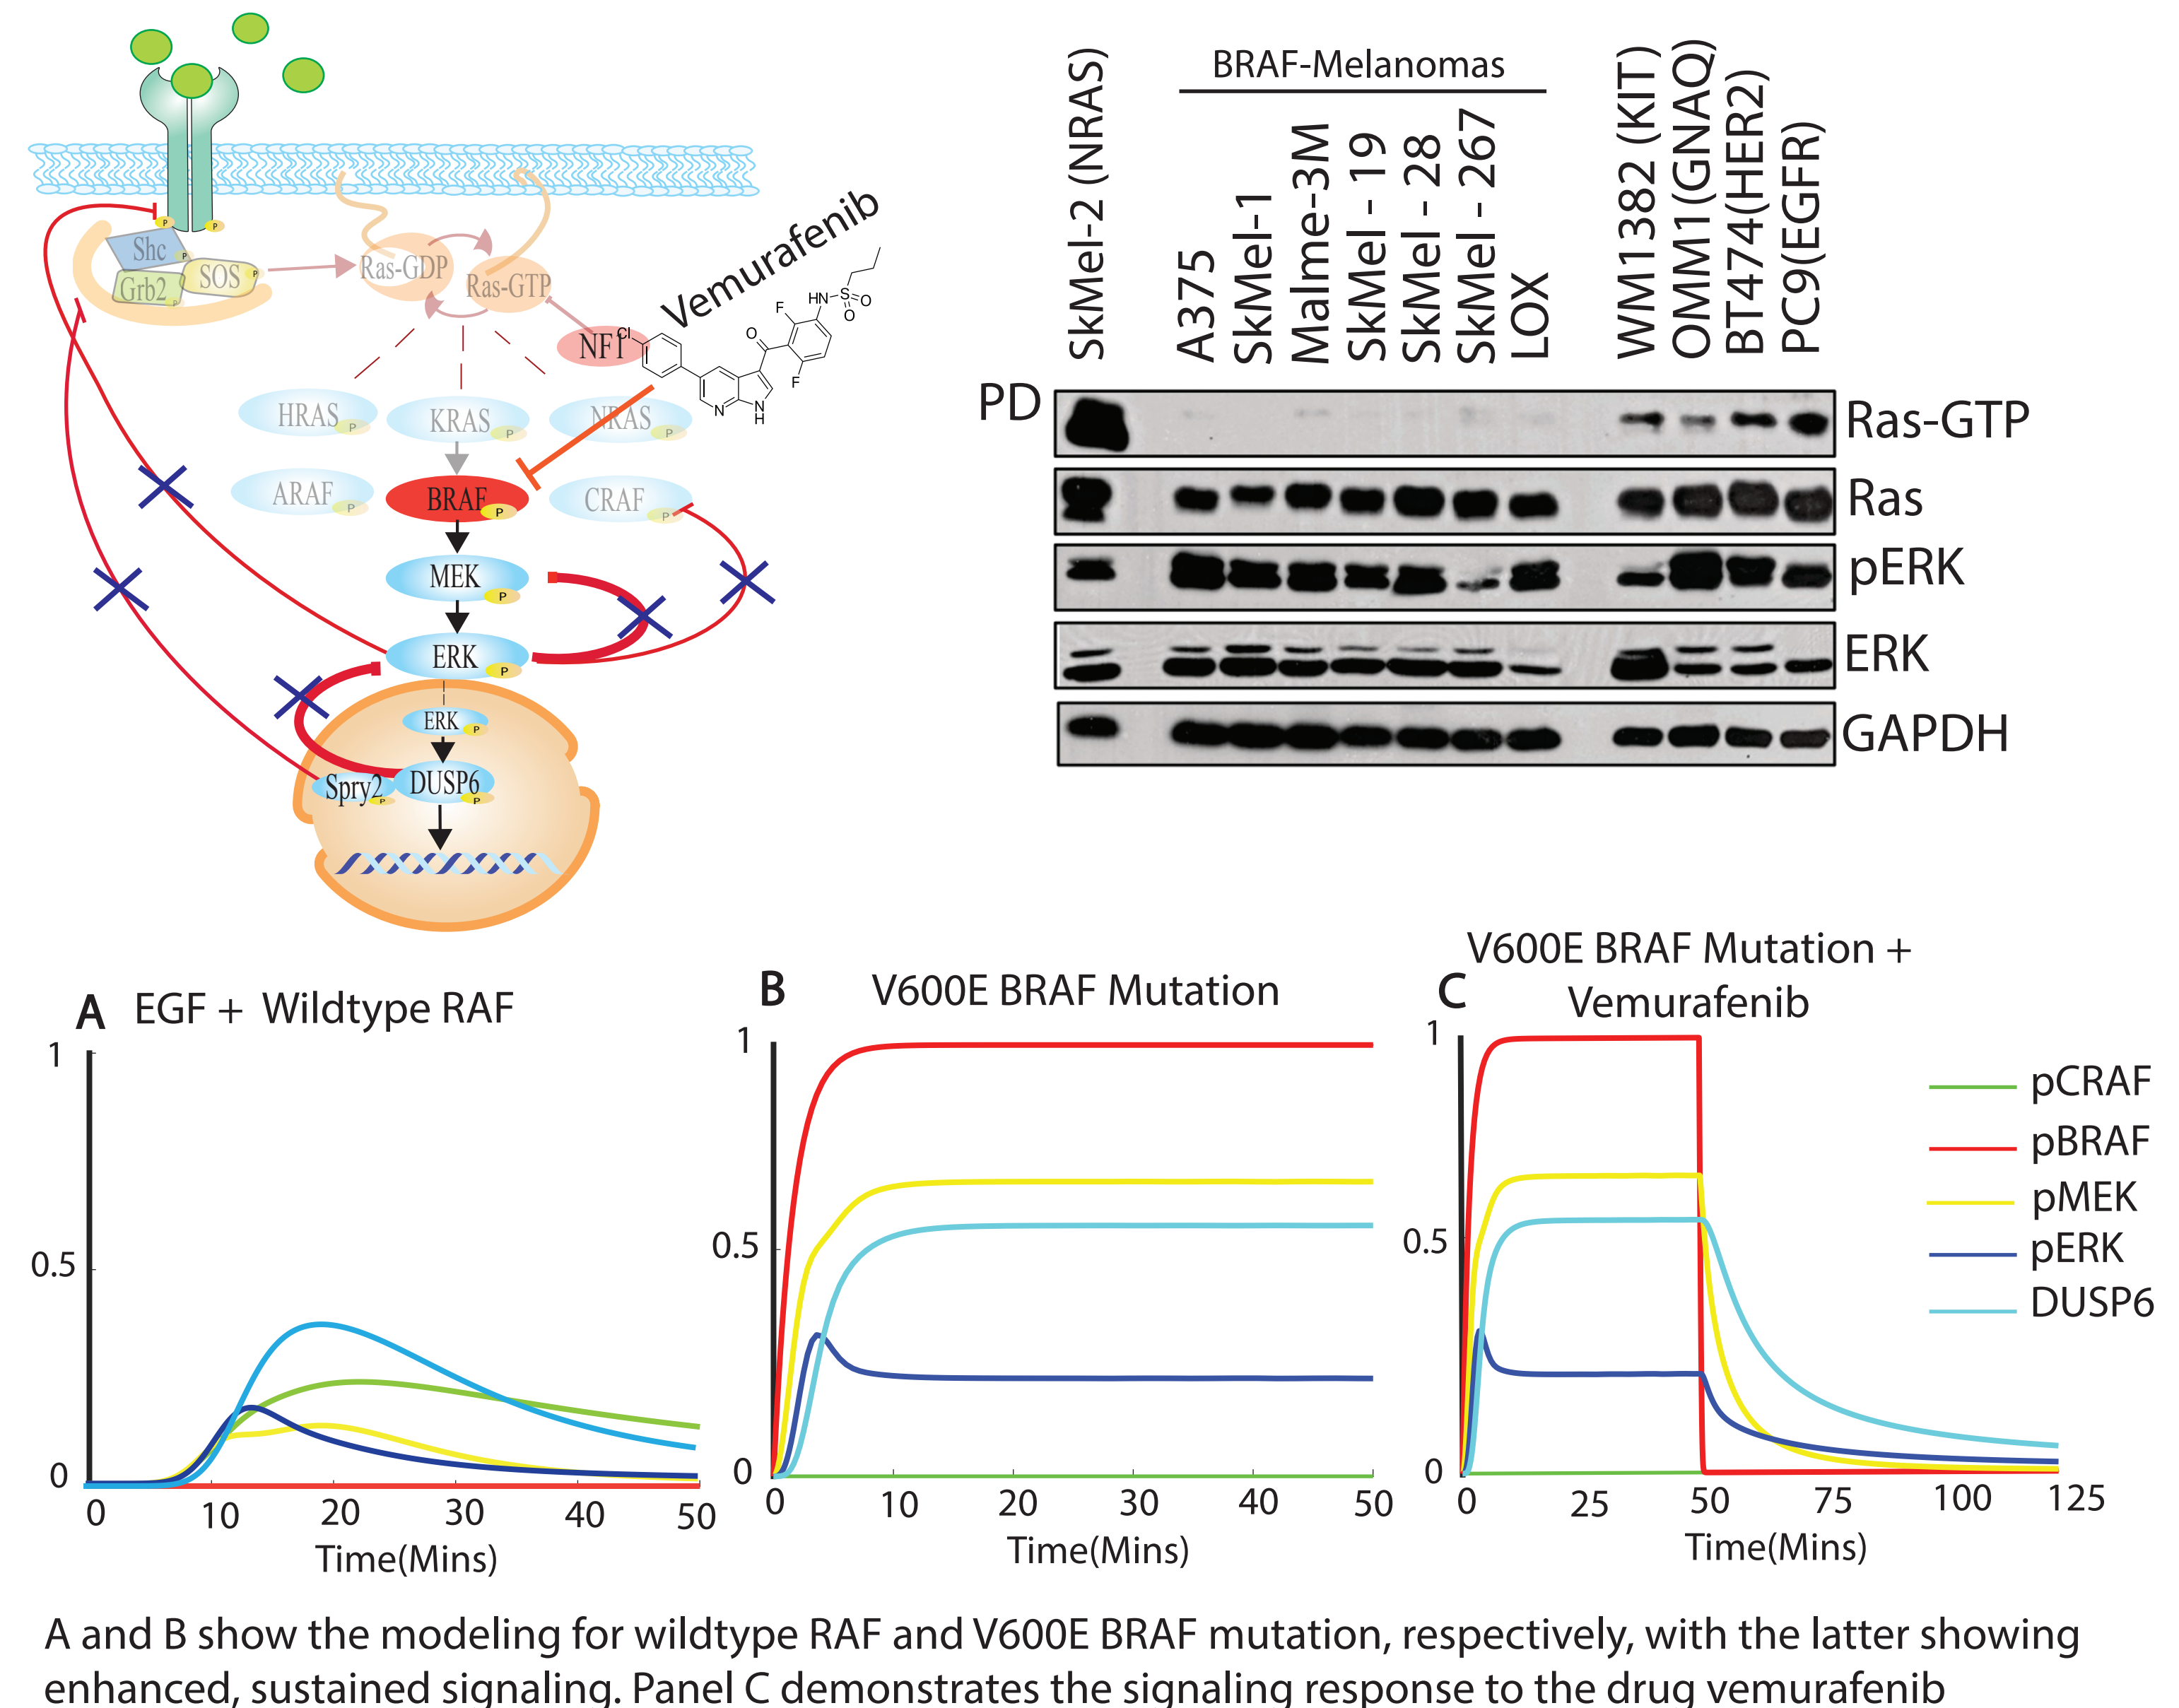 Shc
P
P
P
Grb2
P
SOS
P
Ras-GDP
Ras-GTP
NF1
Vemurafenib
Cl
F
F
O
HN
S
O
O
N
N
H
HRAS
P
KRAS
P
NRAS
P
ARAF
P
BRAF
P
CRAF
P
MEK
P
ERK
P
ERK
P
Spry2
P
DUSP6
P
BRAF-Melanomas
SkMel-2 (NRAS)
A375
SkMel-1
Malme-3M
SkMel - 19
SkMel - 28
SkMel - 267
LOX
WM1382 (KIT)
OMM1(GNAQ)
BT474(HER2)
PC9(EGFR)
PD
Ras-GTP
Ras
pERK
ERK
GAPDH
A EGF + Wildtype RAF
1
0.5
0
0 10 20 30 40 50
Time(Mins)
B V600E BRAF Mutation
1
0.5
0
0 10 20 30 40 50
Time(Mins)
C V600E BRAF Mutation +
Vemurafenib
1
0.5
0
0 25 50 75 100 125
Time(Mins)
pCRAF
pBRAF
pMEK
pERK
DUSP6
A and B show the modeling for wildtype RAF and V600E BRAF mutation, respectively, with the latter showing
enhanced, sustained signaling. Panel C demonstrates the signaling response to the drug vemurafenib